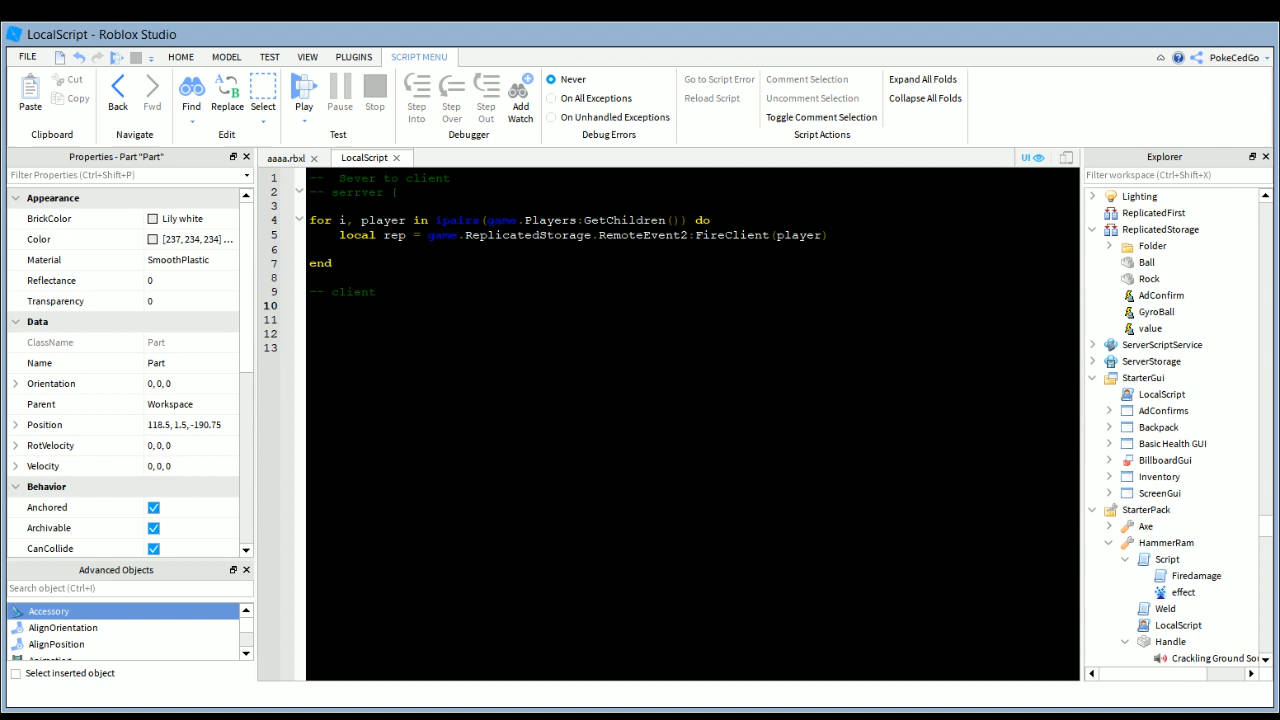 LocalScript - Roblox Studio
FILE HOME MODEL TEST VIEW PLUGINS SCRIPT MENU PokeCedGo
Paste Cut Copy Back Fwd Find Replace Select Play Pause Stop Step Into Step Over Step Out Add Watch
Never
On All Exceptions
On Unhandled Exceptions
Go to Script Error
Reload Script
Comment Selection
Uncomment Selection
Toggle Comment Selection
Expand All Folds
Collapse All Folds
Clipboard Navigate Edit Test Debugger Debug Errors Script Actions
Properties - Part "Part"
Filter Properties (Ctrl+Shift+P)
Appearance
BrickColor Lily white
Color [237, 234, 234] ...
Material SmoothPlastic
Reflectance 0
Transparency 0
Data
ClassName Part
Name Part
Orientation 0, 0, 0
Parent Workspace
Position 118.5, 1.5, -190.75
RotVelocity 0, 0, 0
Velocity 0, 0, 0
Behavior
Anchored
Archivable
CanCollide
Advanced Objects
Search object (Ctrl+I)
Accessory
AlignOrientation
AlignPosition
Select inserted object
aaaa.rbxl LocalScript UI
1 -- Sever to client
2 -- serrver {
3
4 for i, player in ipairs(game.Players:GetChildren()) do
5 local rep = game.ReplicatedStorage.RemoteEvent2:FireClient(player)
6
7 end
8
9 -- client
10
11
12
13
Explorer
Filter workspace (Ctrl+Shift+X)
Lighting
ReplicatedFirst
ReplicatedStorage
Folder
Ball
Rock
AdConfirm
GyroBall
value
ServerScriptService
ServerStorage
StarterGui
LocalScript
AdConfirms
Backpack
Basic Health GUI
BillboardGui
Inventory
ScreenGui
StarterPack
Axe
HammerRam
Script
Firedamage
effect
Weld
LocalScript
Handle
Crackling Ground Sou